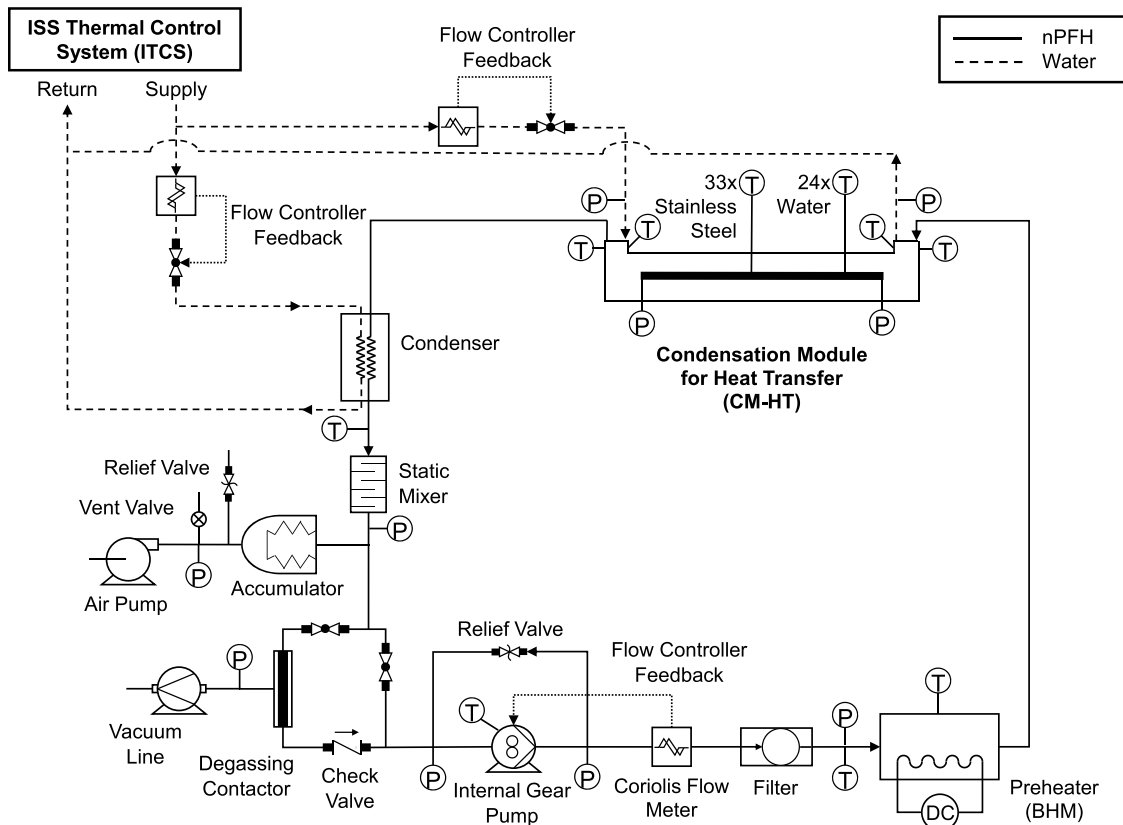 ISS Thermal Control
System (ITCS)
Return
Supply
Flow Controller
Feedback
nPFH
Water
Flow Controller
Feedback
P
33x
T
Stainless
Steel
24x
T
Water
P
T
T
T
T
P
P
Condensation Module
for Heat Transfer
(CM-HT)
Condenser
T
Static
Mixer
P
Relief Valve
Vent Valve
P
Air Pump
Accumulator
Relief Valve
Flow Controller
Feedback
P
Vacuum
Line
Degassing
Contactor
Check
Valve
P
T
Internal Gear
Pump
P
Coriolis Flow
Meter
Filter
P
T
T
DC
Preheater
(BHM)